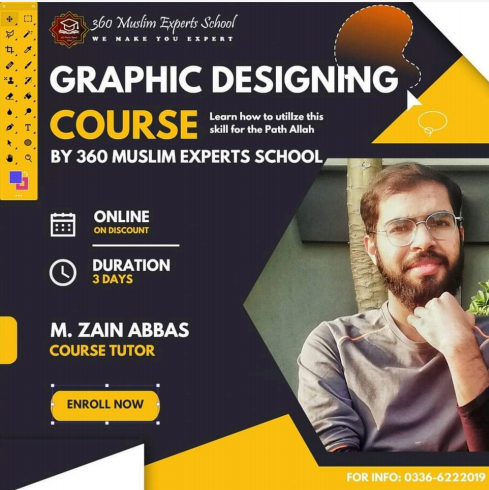 360 Muslim Experts School
WE MAKE YOU EXPERT
GRAPHIC DESIGNING
COURSE
Learn how to utilize this
skill for the Path Allah
BY 360 MUSLIM EXPERTS SCHOOL
ONLINE
ON DISCOUNT
DURATION
3 DAYS
M. ZAIN ABBAS
COURSE TUTOR
ENROLL NOW
FOR INFO: 0336-6222019